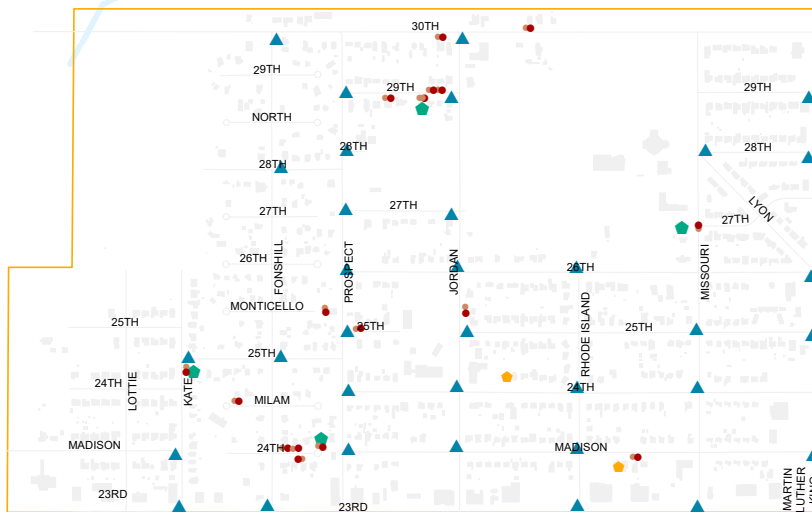 30TH
29TH
29TH
29TH
NORTH
28TH
28TH
28TH
27TH
27TH
27TH
LYON
26TH
26TH
FONSHILL
PROSPECT
JORDAN
RHODE ISLAND
MISSOURI
MONTICELLO
25TH
25TH
25TH
25TH
24TH
LOTTIE
KATE
MILAM
24TH
MADISON
24TH
MADISON
23RD
23RD
MARTIN
LUTHER